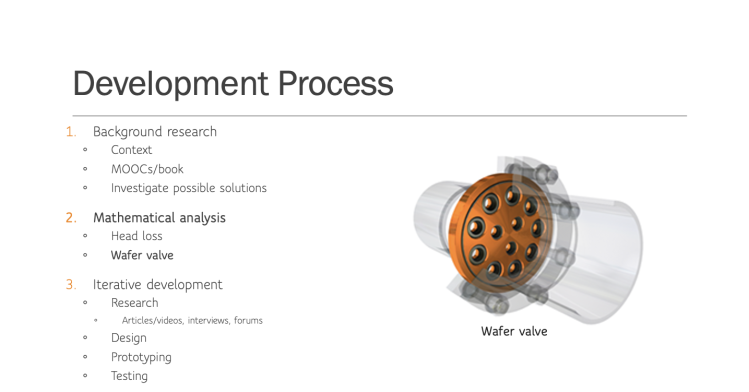 Development Process
1. Background research
◦ Context
◦ MOOCs/book
◦ Investigate possible solutions
2. Mathematical analysis
◦ Head loss
◦ Wafer valve
3. Iterative development
◦ Research
◦ Articles/videos, interviews, forums
◦ Design
◦ Prototyping
◦ Testing
Wafer valve